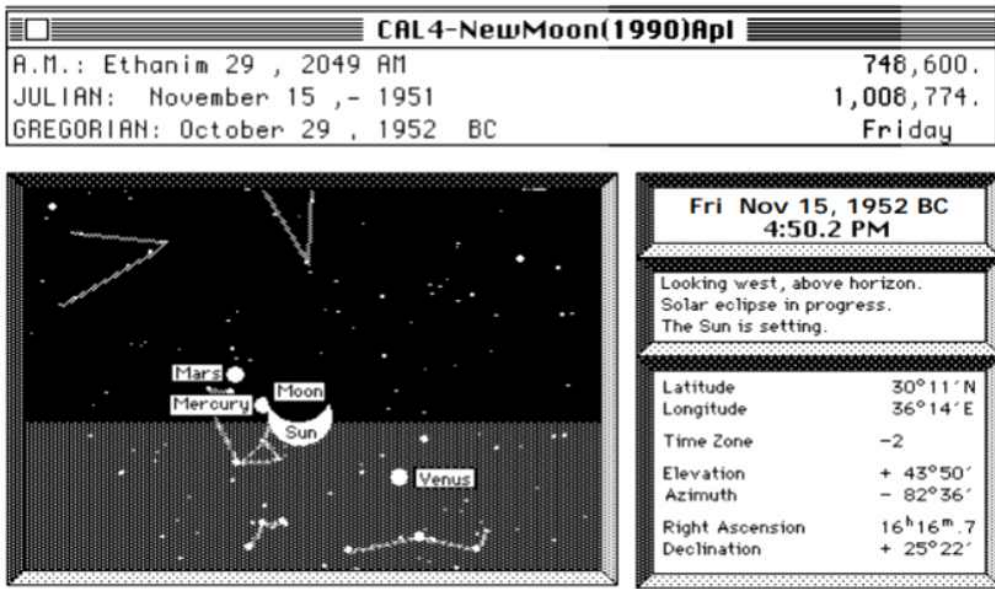 CAL4-NewMoon(1990)Apl
A.M.: Ethanim 29 , 2049 AM 748,600.
JULIAN: November 15 ,- 1951 1,008,774.
GREGORIAN: October 29 , 1952 BC Friday
Fri Nov 15, 1952 BC
4:50.2 PM
Looking west, above horizon.
Solar eclipse in progress.
The Sun is setting.
Mars
Moon
Mercury
Sun
Venus
Latitude 30°11′N
Longitude 36°14′E
Time Zone -2
Elevation + 43°50′
Azimuth - 82°36′
Right Ascension 16h16m.7
Declination + 25°22′